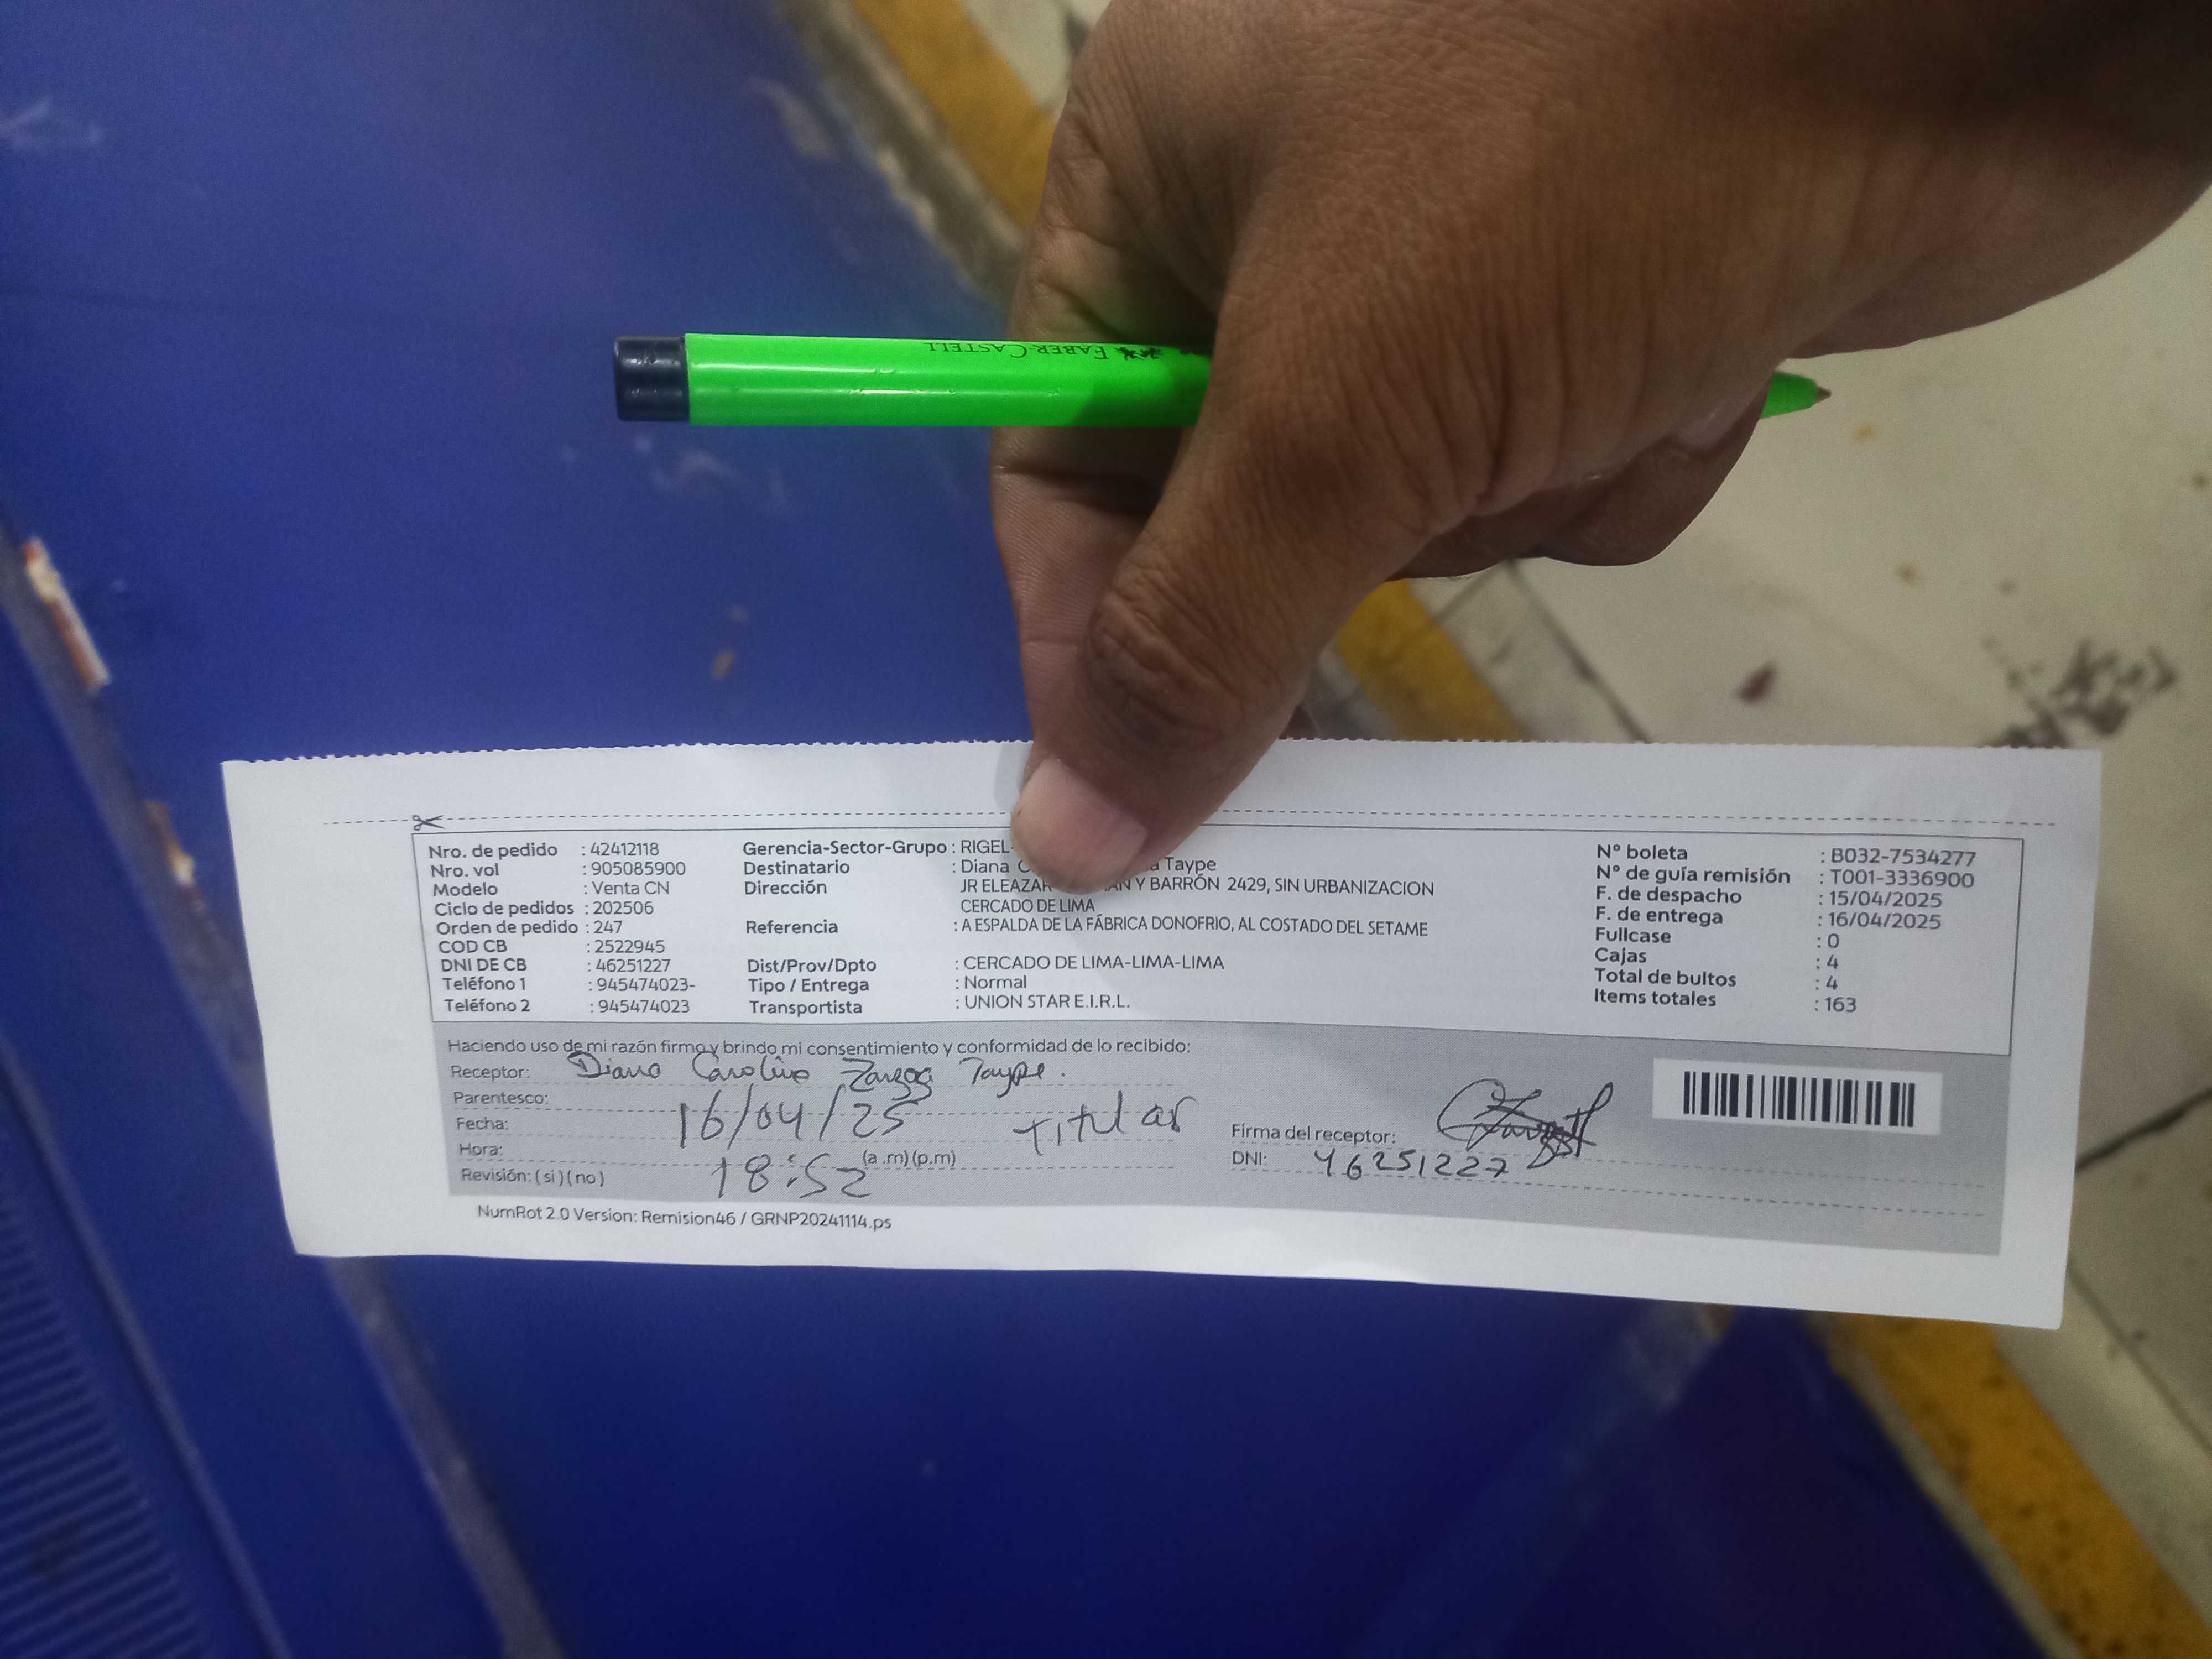 FABER CASTELL
Nro. de pedido : 42412118
Nro. vol : 905085900
Modelo : Venta CN
Ciclo de pedidos : 202506
Orden de pedido : 247
COD CB : 2522945
DNI DE CB : 46251227
Teléfono 1 : 945474023-
Teléfono 2 : 945474023
Gerencia-Sector-Grupo : RIGEL
Destinatario : Diana Taype
Dirección JR ELEAZAR Y BARRÓN 2429, SIN URBANIZACION
CERCADO DE LIMA
Referencia : A ESPALDA DE LA FÁBRICA DONOFRIO, AL COSTADO DEL SETAME
Dist/Prov/Dpto : CERCADO DE LIMA-LIMA-LIMA
Tipo / Entrega : Normal
Transportista : UNION STAR E.I.R.L.
N° boleta : B032-7534277
N° de guía remisión : T001-3336900
F. de despacho : 15/04/2025
F. de entrega : 16/04/2025
Fullcase : 0
Cajas : 4
Total de bultos : 4
Items totales : 163
Haciendo uso de mi razón firmo y brindo mi consentimiento y conformidad de lo recibido:
Receptor: Diana Carolina Taype.
Parentesco: Titular
Fecha: 16/04/25
Hora: 18:52 (a.m) (p.m)
Revisión: (si) (no)
Firma del receptor:
DNI: 46251227
NumRot 2.0 Version: Remision46 / GRNP20241114.ps